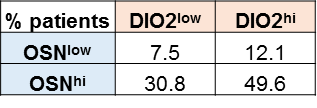 % patients DIO2low DIO2hi
OSNlow 7.5 12.1
OSNhi 30.8 49.6